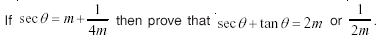 If sec θ = m + 1/4m then prove that sec θ + tan θ = 2m or 1/2m.